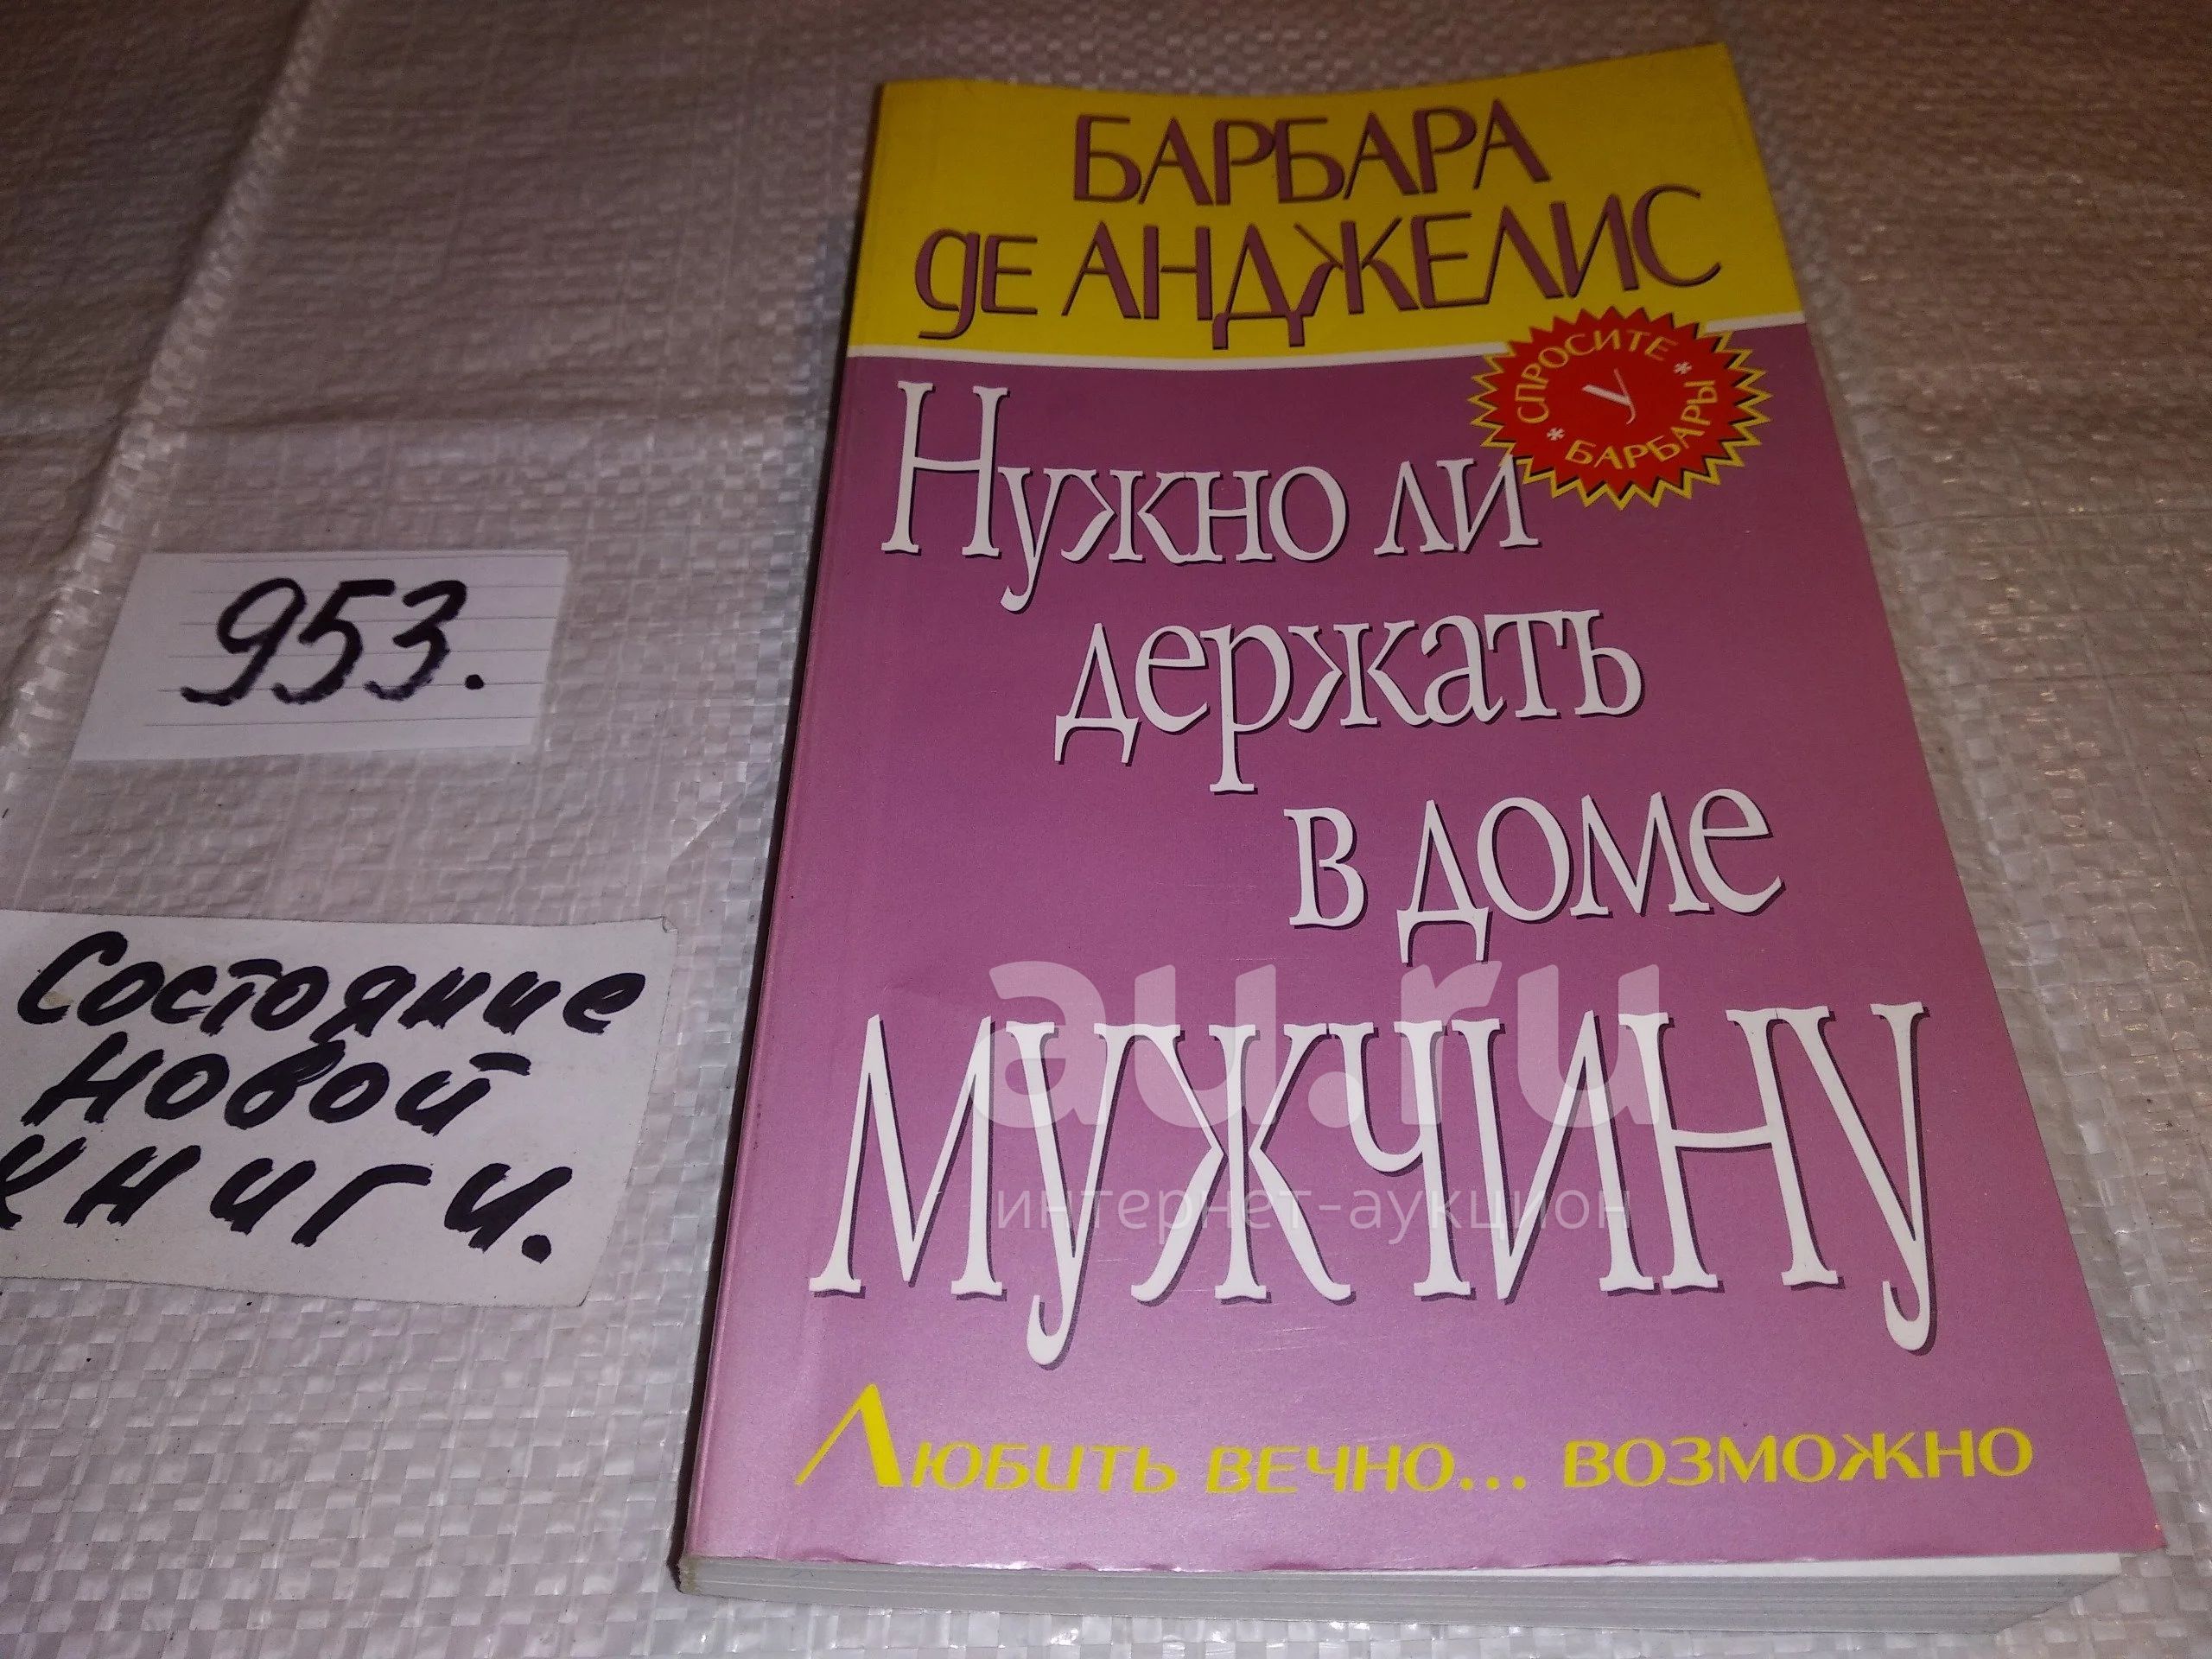 БАРБАРА
де АНДЖЕЛИС
СПРОСИТЕ
у
* БАРБАРЫ *
Нужно ли
держать
в доме
мужчину
Любить вечно... возможно
953.
Состояние
новой
книги.
au.ru
интернет-аукцион